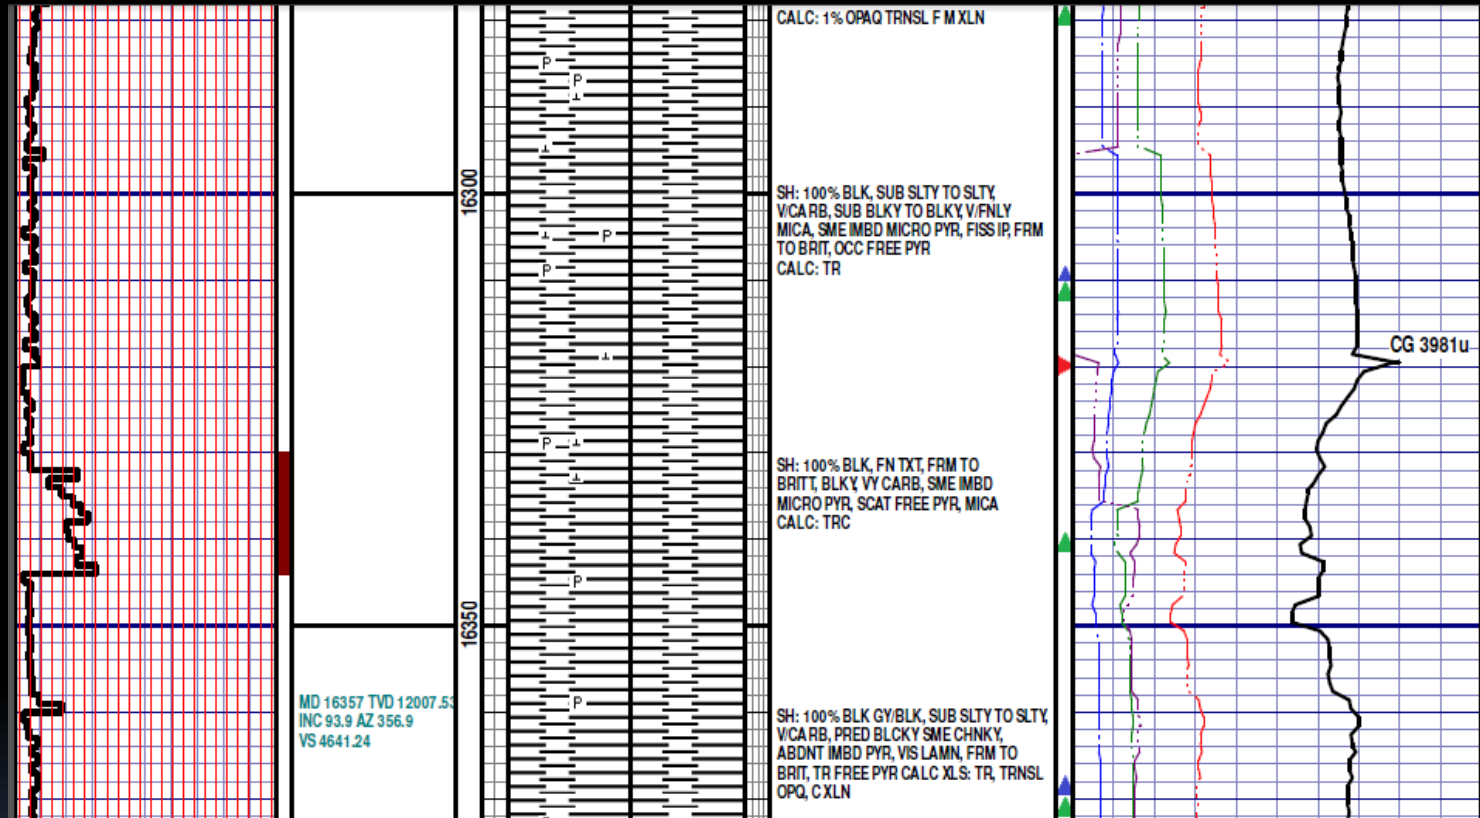 CALC: 1% OPAQ TRNSL F M XLN
P
P
16300
SH: 100% BLK, SUB SLTY TO SLTY,
V/CARB, SUB BLKY TO BLKY, V/FNLY
MICA, SME IMBD MICRO PYR, FISS IP, FRM
TO BRIT, OCC FREE PYR
CALC: TR
P
P
CG 3981u
P
SH: 100% BLK, FN TXT, FRM TO
BRITT, BLKY, VY CARB, SME IMBD
MICRO PYR, SCAT FREE PYR, MICA
CALC: TRC
P
16350
MD 16357 TVD 12007.53
INC 93.9 AZ 356.9
VS 4641.24
P
SH: 100% BLK GY/BLK, SUB SLTY TO SLTY,
V/CARB, PRED BLCKY SME CHNKY,
ABDNT IMBD PYR, VIS LAMN, FRM TO
BRIT, TR FREE PYR CALC XLS: TR, TRNSL
OPQ, C XLN